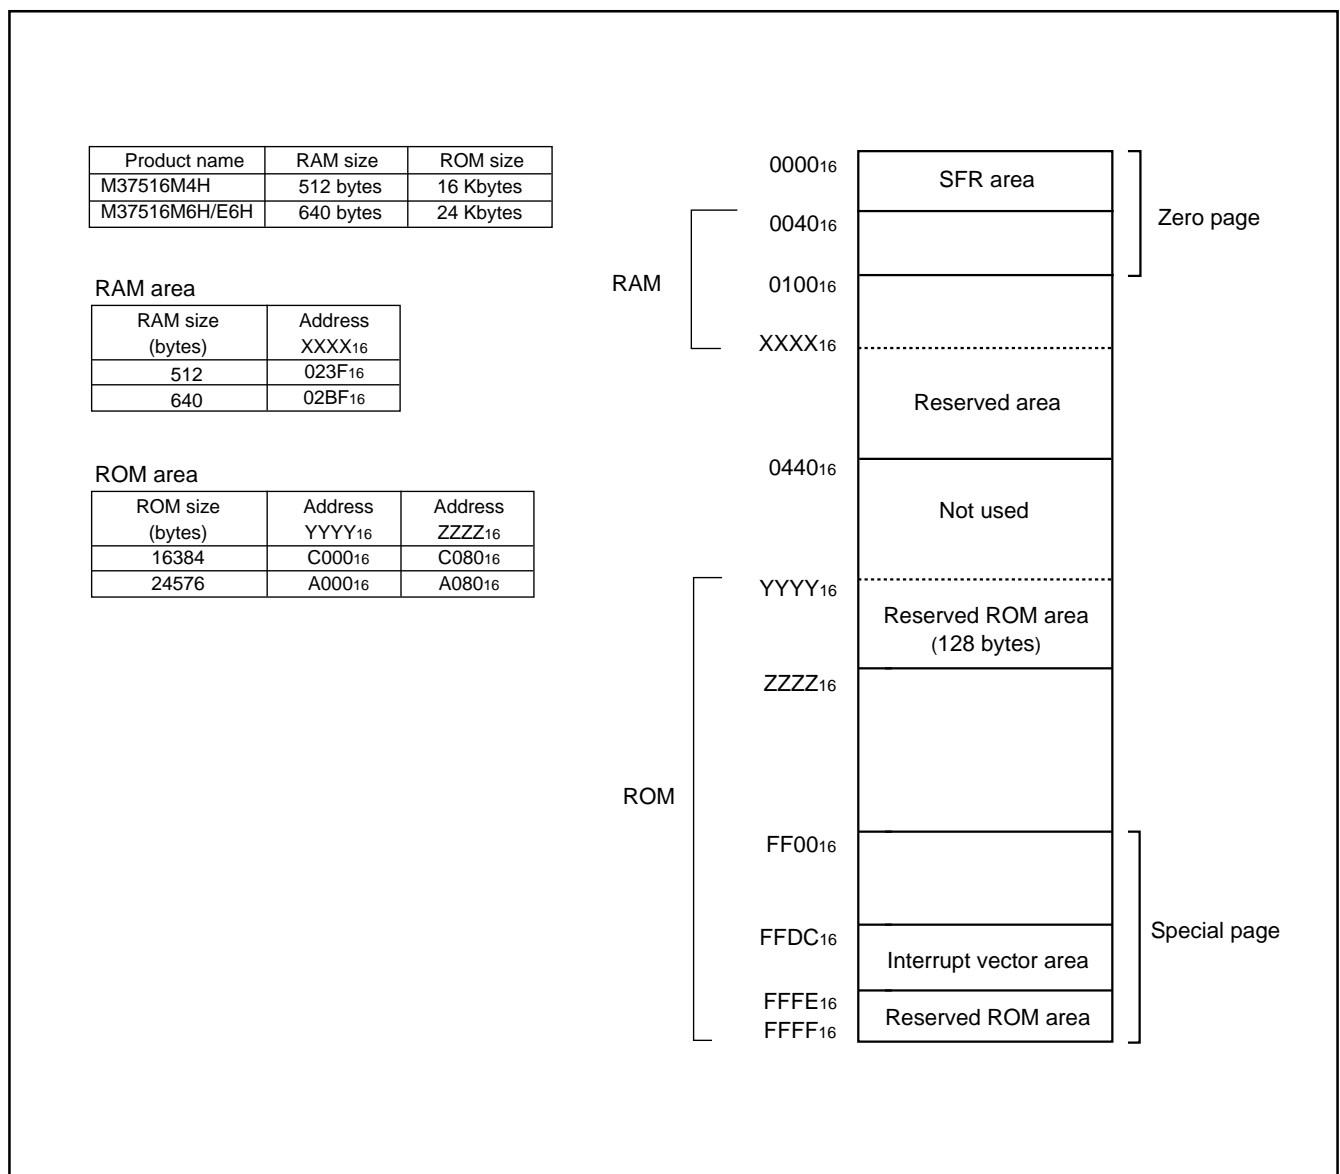 Product name RAM size ROM size
M37516M4H 512 bytes 16 Kbytes
M37516M6H/E6H 640 bytes 24 Kbytes
RAM area
RAM size Address
(bytes) XXXX16
512 023F16
640 02BF16
ROM area
ROM size Address Address
(bytes) YYYY16 ZZZZ16
16384 C00016 C08016
24576 A00016 A08016
000016
SFR area
Zero page
004016
RAM
010016
XXXX16
Reserved area
044016
Not used
YYYY16
Reserved ROM area
(128 bytes)
ZZZZ16
ROM
FF0016
FFDC16
Special page
Interrupt vector area
FFFE16
Reserved ROM area
FFFF16